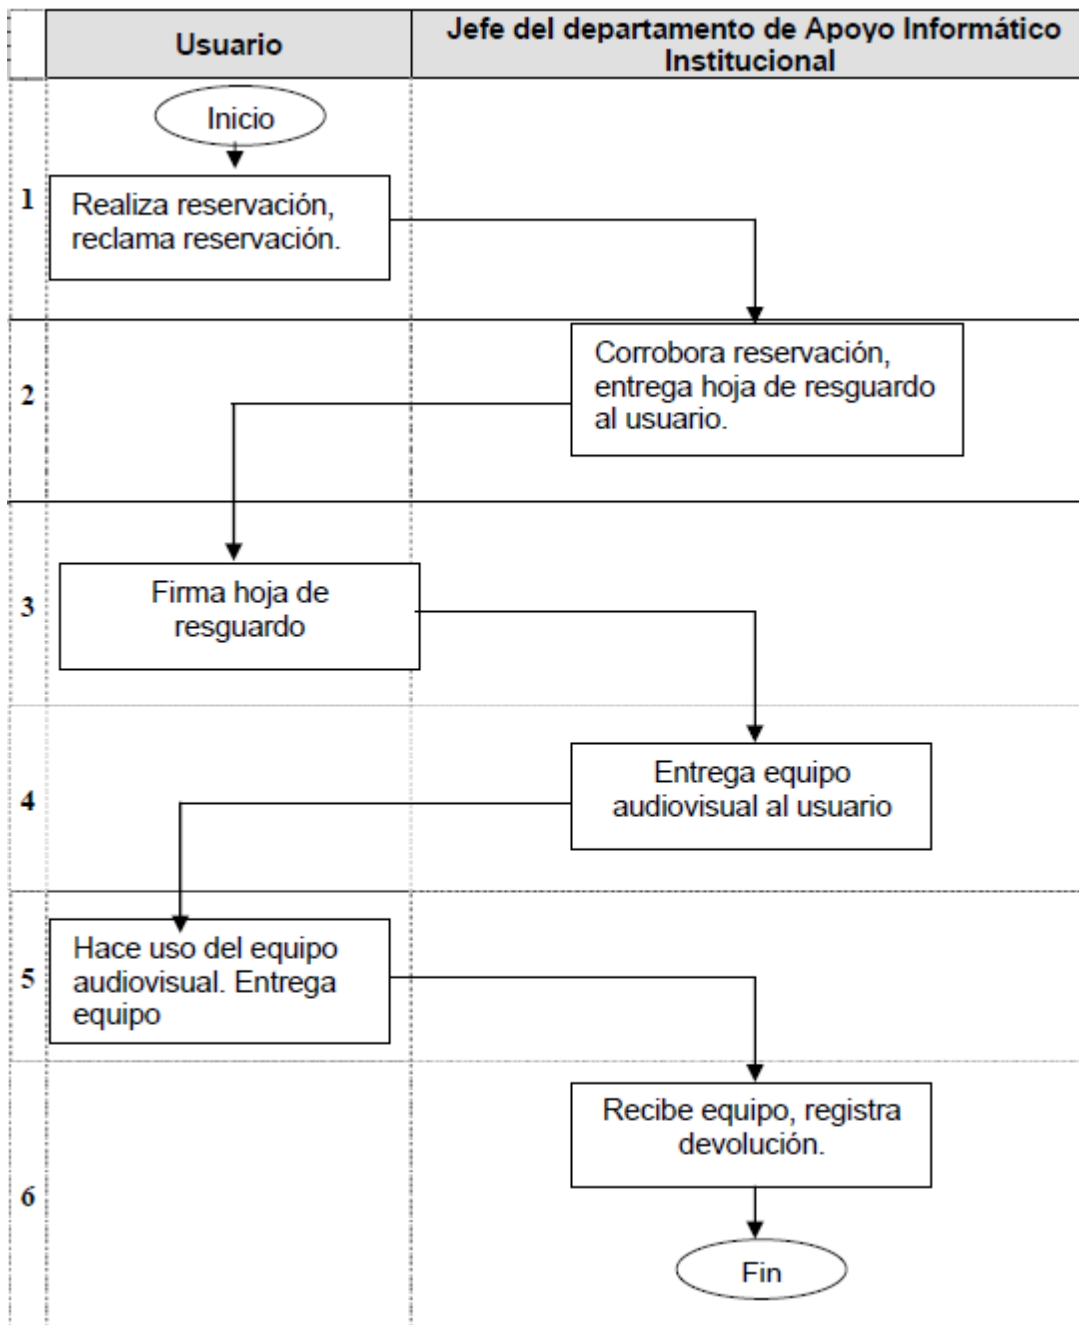 Usuario
Jefe del departamento de Apoyo Informático
Institucional
Inicio
1
Realiza reservación,
reclama reservación.
2
Corrobora reservación,
entrega hoja de resguardo
al usuario.
3
Firma hoja de
resguardo
4
Entrega equipo
audiovisual al usuario
5
Hace uso del equipo
audiovisual. Entrega
equipo
6
Recibe equipo, registra
devolución.
Fin